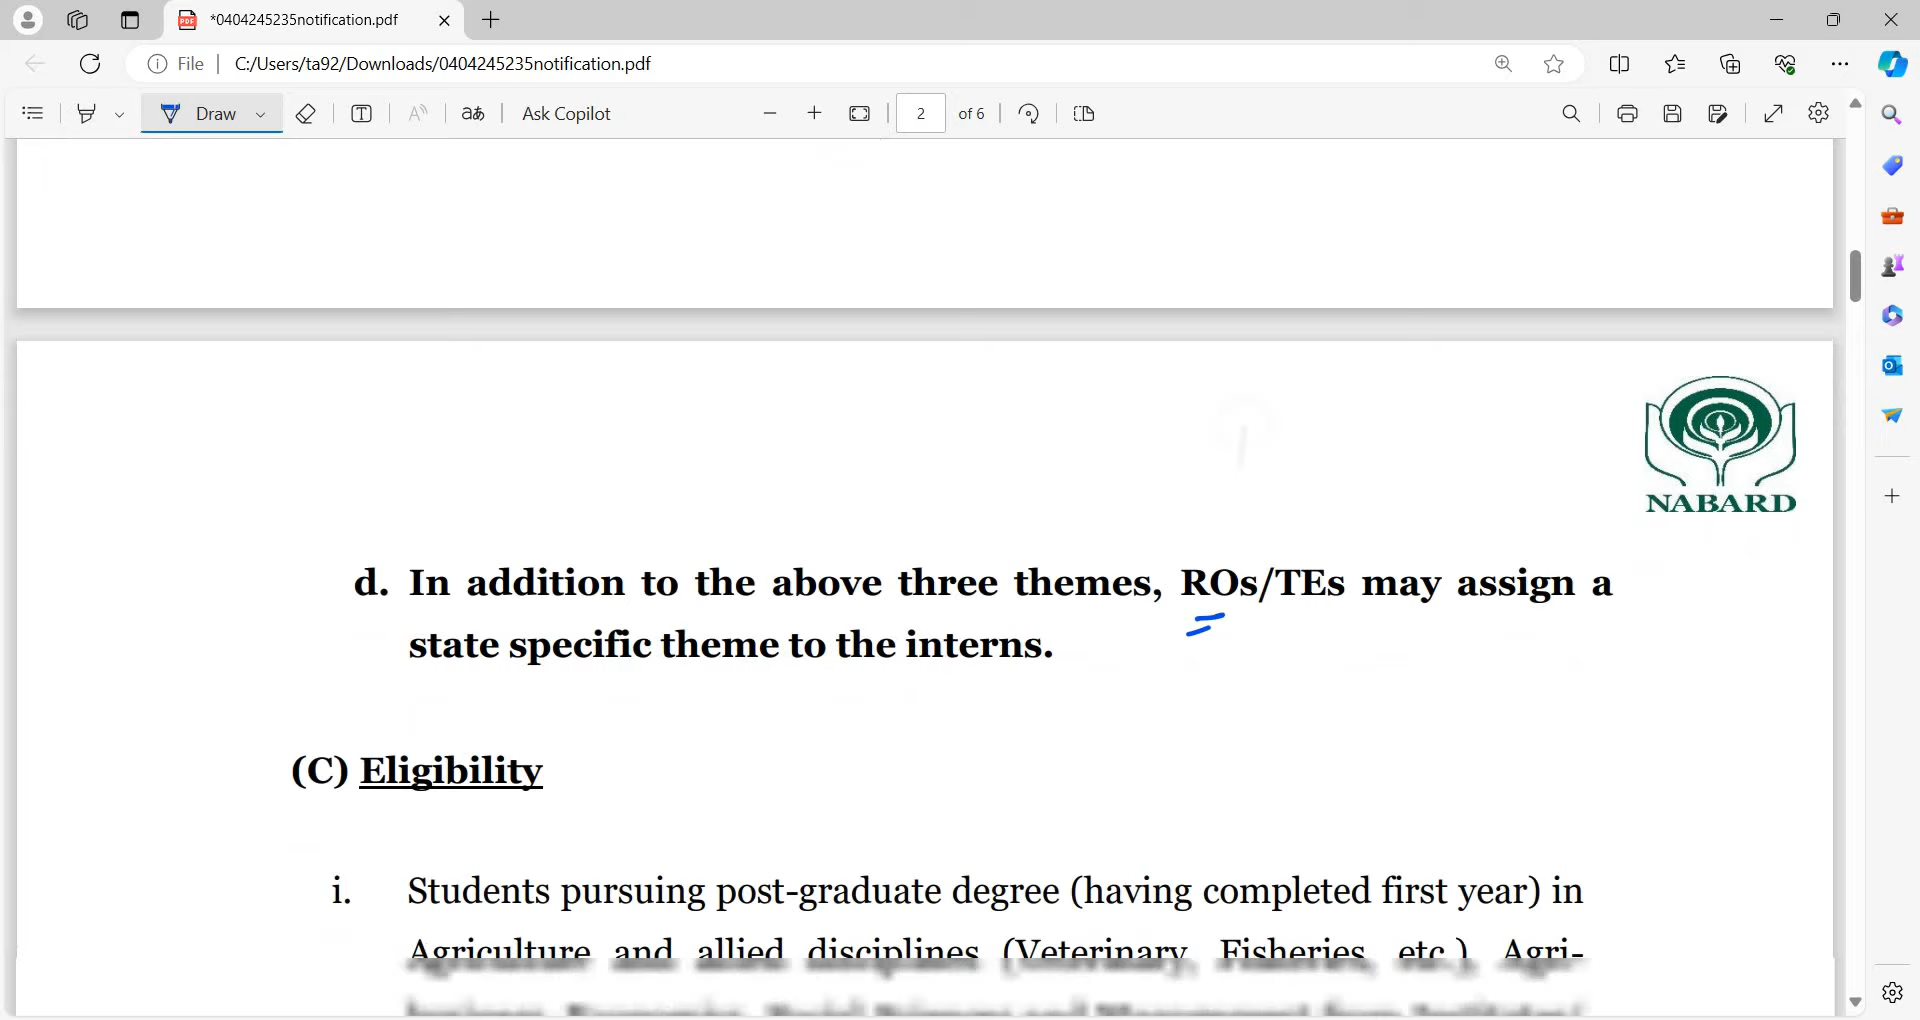 *0404245235notification.pdf
File
C:/Users/ta92/Downloads/0404245235notification.pdf
Draw
aあ
Ask Copilot
2
of 6
NABARD
d. In addition to the above three themes, ROs/TEs may assign a
state specific theme to the interns.
(C) Eligibility
i. Students pursuing post-graduate degree (having completed first year) in
Agriculture and allied disciplines (Veterinary, Fisheries, etc.), Agri-